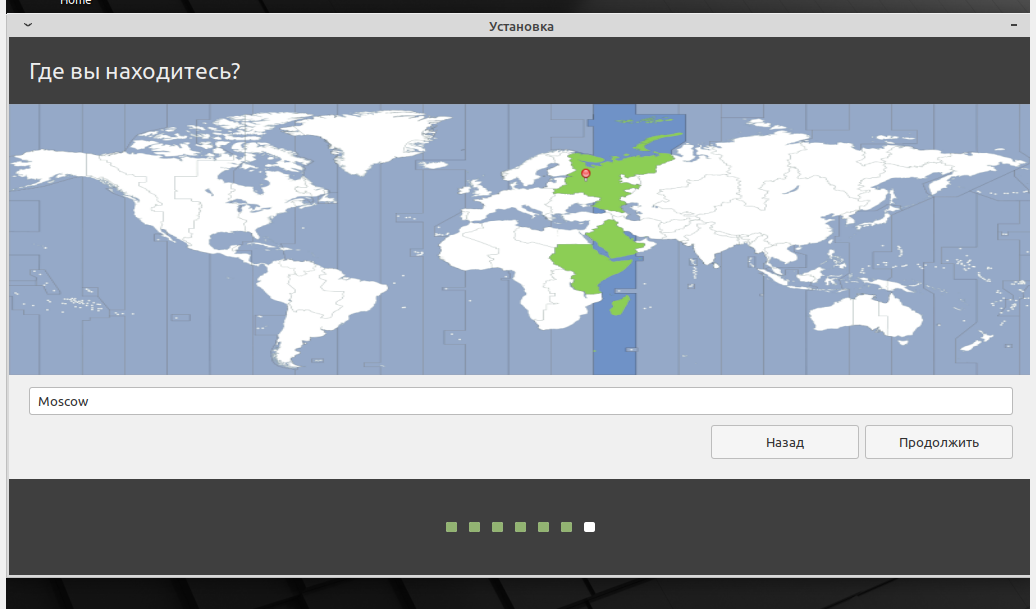 Home
Установка
Где вы находитесь?
Moscow
Назад
Продолжить